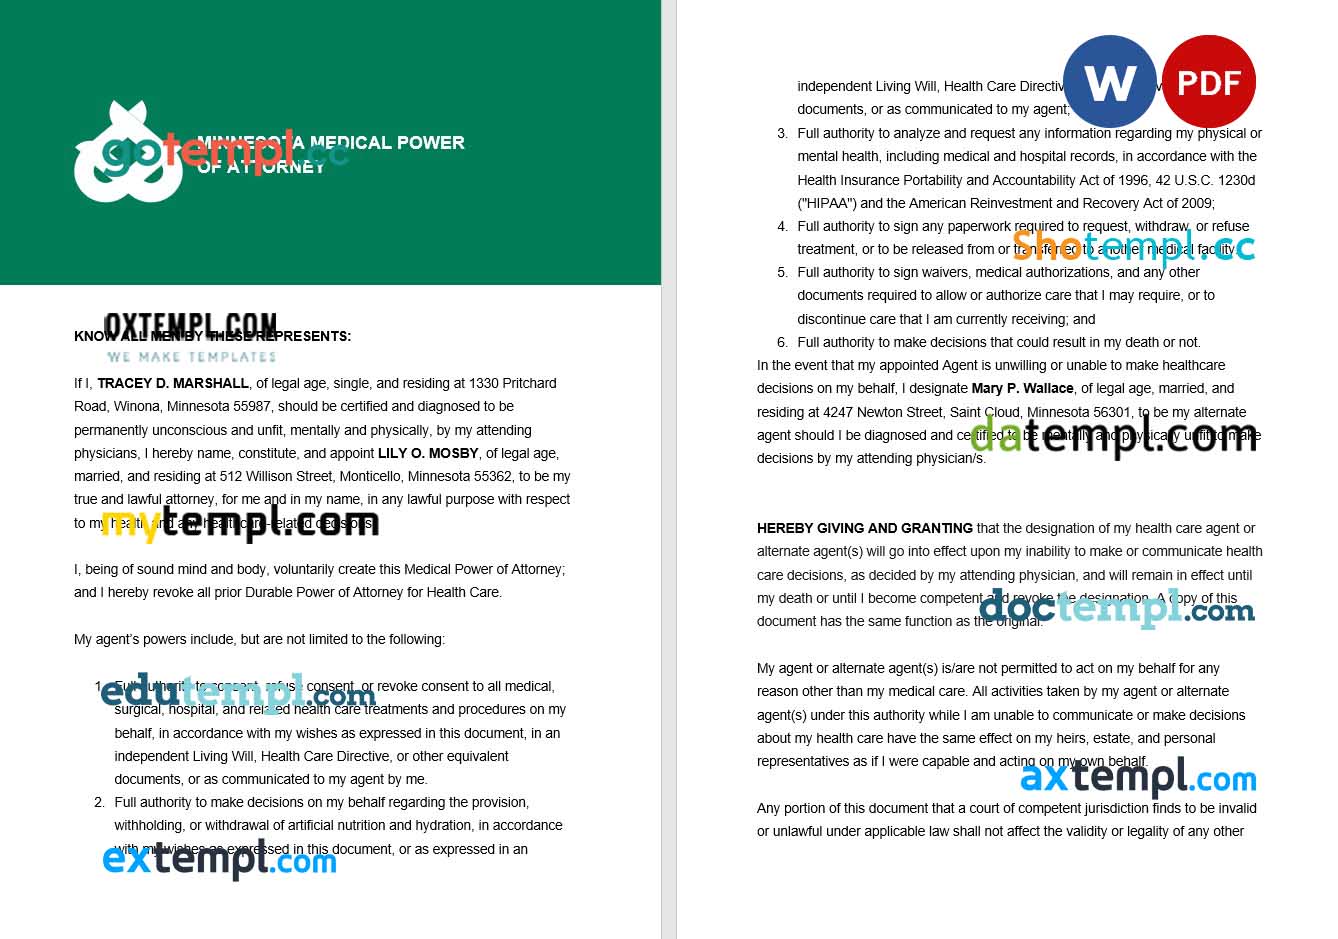 MINNESOTA MEDICAL POWER
OF ATTORNEY
gotempl.cc
OXTEMPL.COM
KNOW ALL MEN BY THESE REPRESENTS:
WE MAKE TEMPLATES
If I, TRACEY D. MARSHALL, of legal age, single, and residing at 1330 Pritchard
Road, Winona, Minnesota 55987, should be certified and diagnosed to be
permanently unconscious and unfit, mentally and physically, by my attending
physicians, I hereby name, constitute, and appoint LILY O. MOSBY, of legal age,
married, and residing at 512 Willison Street, Monticello, Minnesota 55362, to be my
true and lawful attorney, for me and in my name, in any lawful purpose with respect
to my health and any healthcare-related decisions.
mytempl.com
I, being of sound mind and body, voluntarily create this Medical Power of Attorney;
and I hereby revoke all prior Durable Power of Attorney for Health Care.
My agent's powers include, but are not limited to the following:
1. Full authority to consent, refuse consent, or revoke consent to all medical,
edutempl.com
surgical, hospital, and related health care treatments and procedures on my
behalf, in accordance with my wishes as expressed in this document, in an
independent Living Will, Health Care Directive, or other equivalent
documents, or as communicated to my agent by me.
2. Full authority to make decisions on my behalf regarding the provision,
withholding, or withdrawal of artificial nutrition and hydration, in accordance
with my wishes as expressed in this document, or as expressed in an
extempl.com
W PDF
independent Living Will, Health Care
documents, or as communicated to my agent;
3. Full authority to analyze and request any information regarding my physical or
mental health, including medical and hospital records, in accordance with the
Health Insurance Portability and Accountability Act of 1996, 42 U.S.C. 1230d
("HIPAA") and the American Reinvestment and Recovery Act of 2009;
4. Full authority to sign any paperwork required to request, withdraw, or refuse
treatment, or to be released from or transferred to another medical facility.
Shotempl.cc
5. Full authority to sign waivers, medical authorizations, and any other
documents required to allow or authorize care that I may require, or to
discontinue care that I am currently receiving; and
6. Full authority to make decisions that could result in my death or not.
In the event that my appointed Agent is unwilling or unable to make healthcare
decisions on my behalf, I designate Mary P. Wallace, of legal age, married, and
residing at 4247 Newton Street, Saint Cloud, Minnesota 56301, to be my alternate
agent should I be diagnosed and certified to be mentally and physically unfit to make
datempl.com
decisions by my attending physician/s.
HEREBY GIVING AND GRANTING that the designation of my health care agent or
alternate agent(s) will go into effect upon my inability to make or communicate health
care decisions, as decided by my attending physician, and will remain in effect until
my death or until I become competent and revoke the designation. A copy of this
doctempl.com
document has the same function as the original.
My agent or alternate agent(s) is/are not permitted to act on my behalf for any
reason other than my medical care. All activities taken by my agent or alternate
agent(s) under this authority while I am unable to communicate or make decisions
about my health care have the same effect on my heirs, estate, and personal
representatives as if I were capable and acting on my own behalf.
axtempl.com
Any portion of this document that a court of competent jurisdiction finds to be invalid
or unlawful under applicable law shall not affect the validity or legality of any other